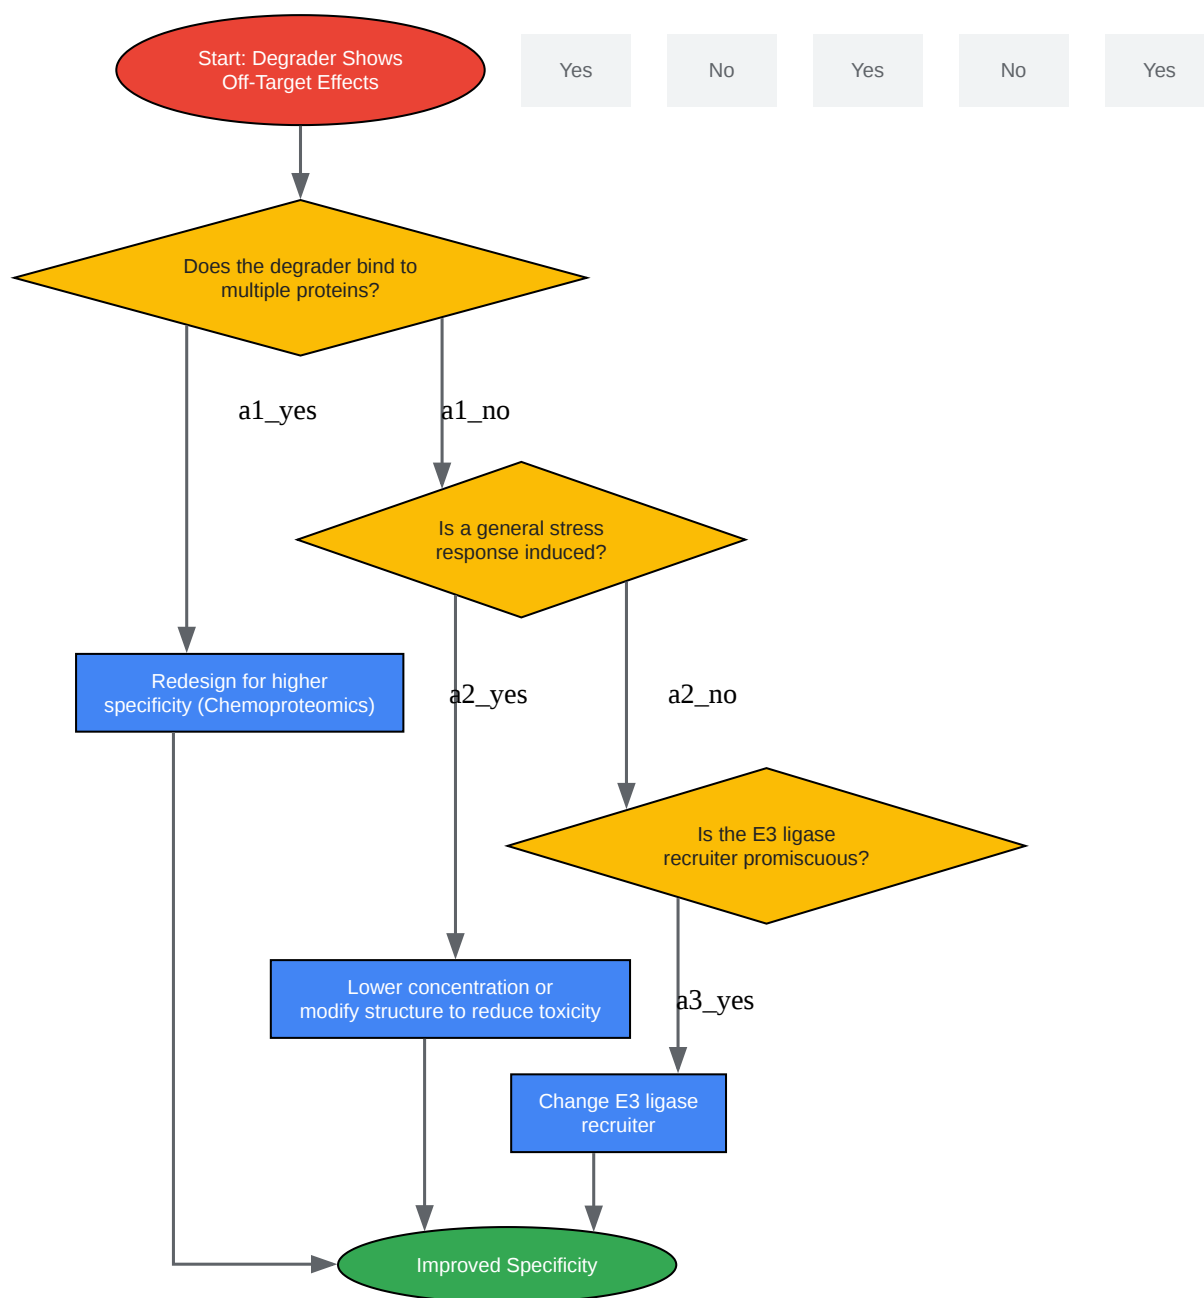 Start: Degrader Shows
Off-Target Effects
Yes
No
Yes
No
Yes
Does the degrader bind to
multiple proteins?
a1_yes
a1_no
Is a general stress
response induced?
Redesign for higher
specificity (Chemoproteomics)
a2_yes
a2_no
Is the E3 ligase
recruiter promiscuous?
Lower concentration or
modify structure to reduce toxicity
a3_yes
Change E3 ligase
recruiter
Improved Specificity